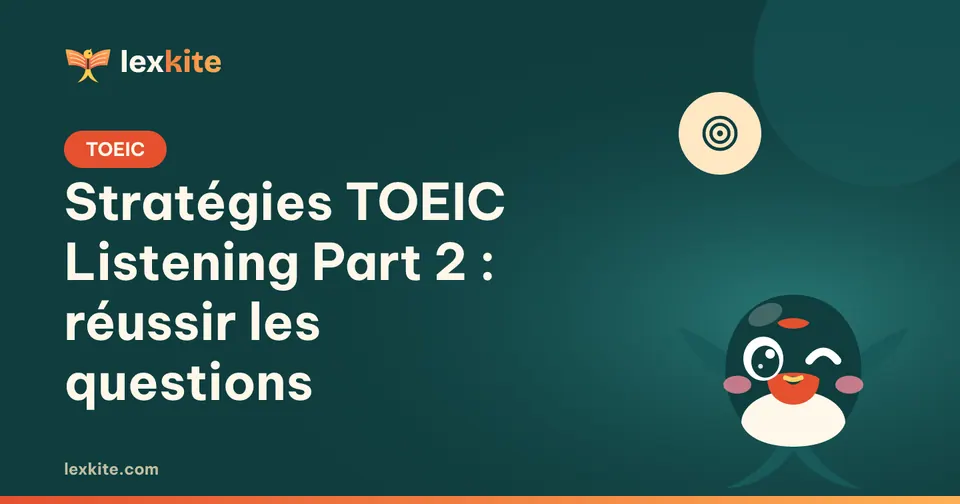 lexkite
TOEIC
Stratégies TOEIC
Listening Part 2 :
réussir les
questions
lexkite.com